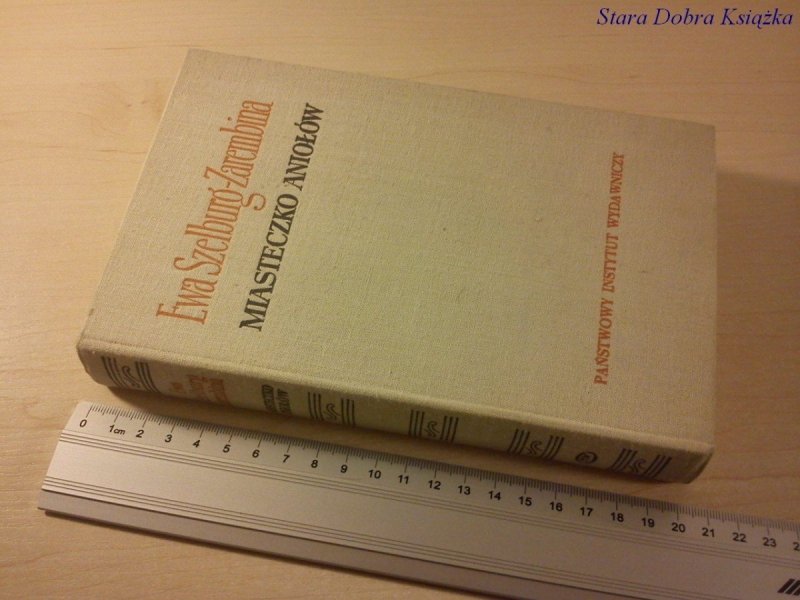 Stara Dobra Książka
Ewa Szelburg-Zarembina
MIASTECZKO ANIOŁÓW
PAŃSTWOWY INSTYTUT WYDAWNICZY
0 1cm 2 3 4 5 6 7 8 9 10 11 12 13 14 15 16 17 18 19 20 21 22 23